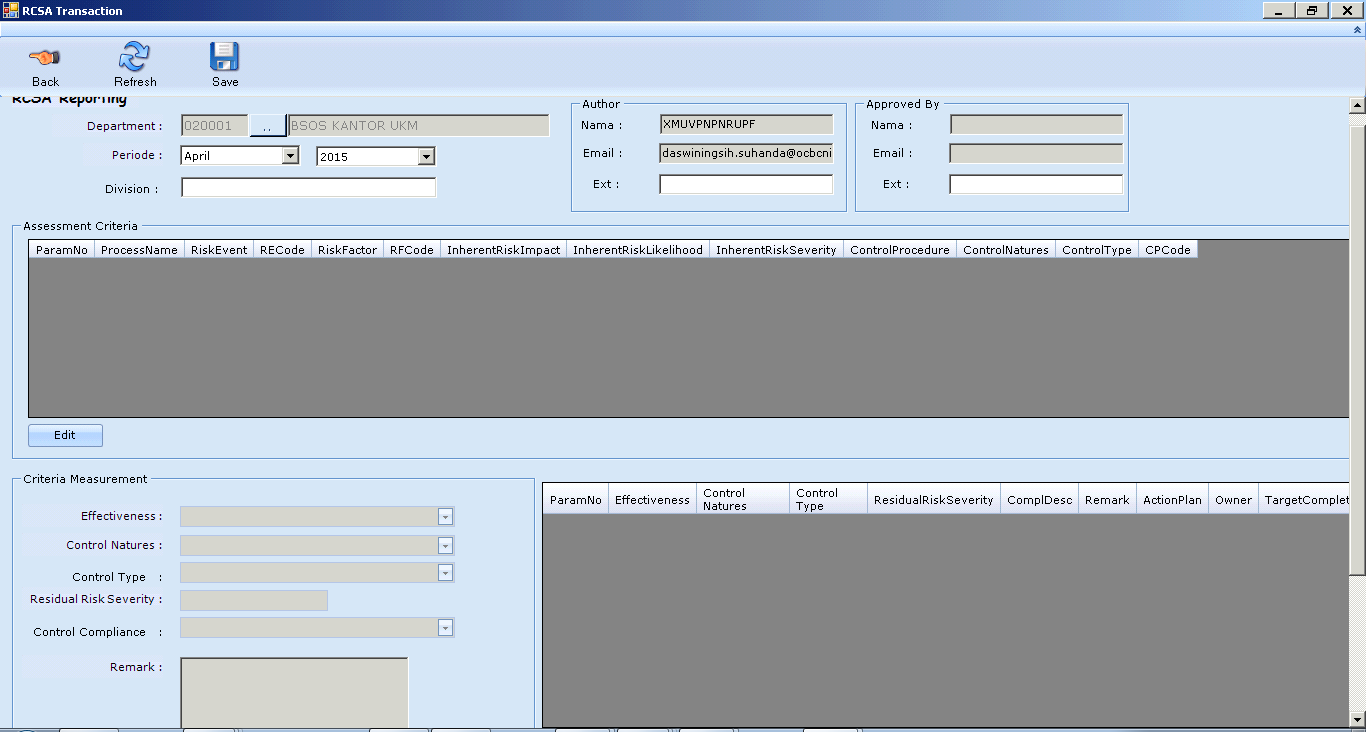 RCSA Transaction
Back Refresh Save
RCSA Reporting
Department : 020001 .. BSOS KANTOR UKM
Periode : April 2015
Division :
Author
Nama : XMUVPNPNRUPF
Email : daswiningsih.suhanda@ocbcni
Ext :
Approved By
Nama :
Email :
Ext :
Assessment Criteria
ParamNo ProcessName RiskEvent RECode RiskFactor RFCode InherentRiskImpact InherentRiskLikelihood InherentRiskSeverity ControlProcedure ControlNatures ControlType CPCode
Edit
Criteria Measurement
Effectiveness :
Control Natures :
Control Type :
Residual Risk Severity :
Control Compliance :
Remark :
ParamNo Effectiveness Control Natures Control Type ResidualRiskSeverity ComplDesc Remark ActionPlan Owner TargetComplet